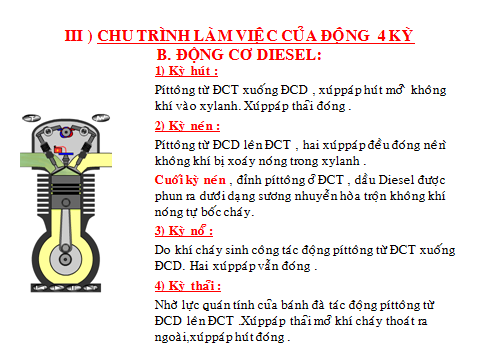 III ) CHU TRÌNH LÀM VIỆC CỦA ĐỘNG 4 KỲ
B. ĐỘNG CƠ DIESEL:
1) Kỳ hút :
Píttông từ ĐCT xuống ĐCD , xúppáp hút mở không
khí vào xylanh. Xúppáp thải đóng .
2) Kỳ nén :
Píttông từ ĐCD lên ĐCT , hai xúppáp đều đóng nên
không khí bị xoáy nóng trong xylanh .
Cuối kỳ nén , đỉnh píttông ở ĐCT , dầu Diesel được
phun ra dưới dạng sương nhuyễn hòa trộn không khí
nóng tự bốc cháy.
3) Kỳ nổ :
Do khí cháy sinh công tác động píttông từ ĐCT xuống
ĐCD. Hai xúppáp vẫn đóng .
4) Kỳ thải :
Nhờ lực quán tính của bánh đà tác động píttông từ
ĐCD lên ĐCT .Xúppáp thải mở khí cháy thoát ra
ngoài,xúppáp hút đóng .